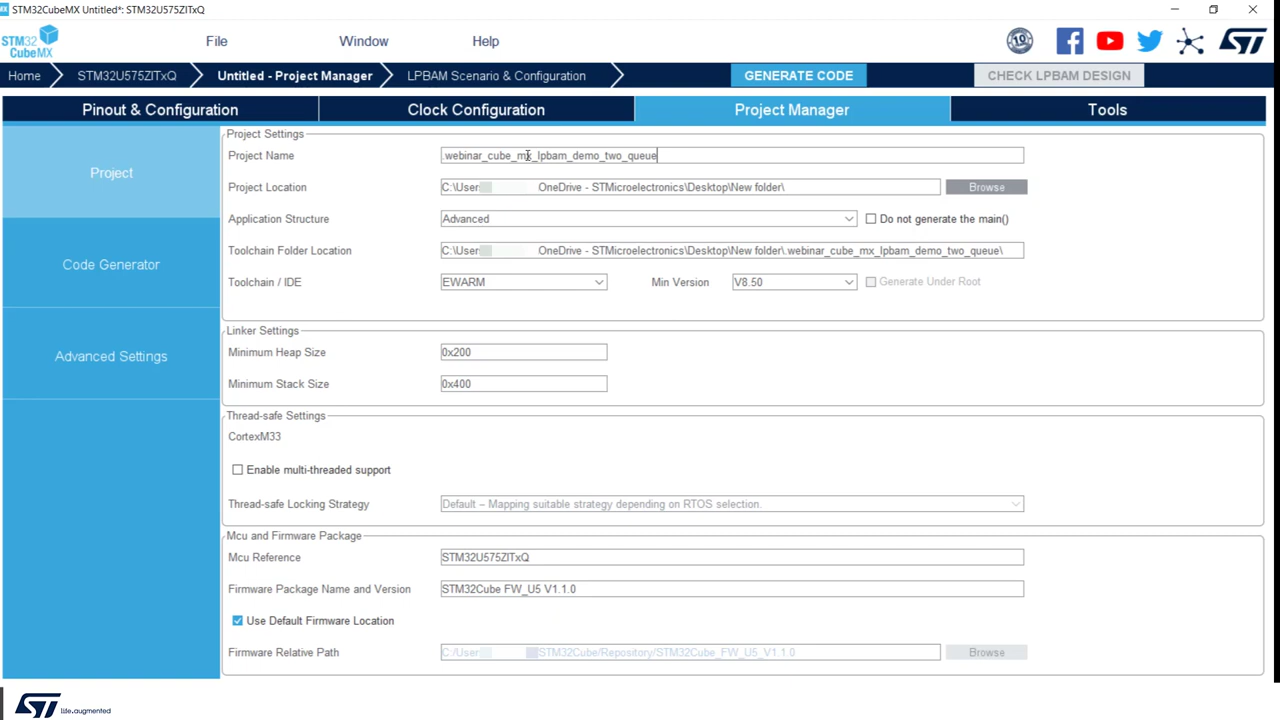 MX STM32CubeMX Untitled*: STM32U575ZITxQ
STM32
CubeMX
File Window Help
10
Home STM32U575ZITxQ Untitled - Project Manager LPBAM Scenario & Configuration GENERATE CODE CHECK LPBAM DESIGN
Pinout & Configuration Clock Configuration Project Manager Tools
Project
Code Generator
Advanced Settings
Project Settings
Project Name .webinar_cube_mx_lpbam_demo_two_queue
Project Location C:\User OneDrive - STMicroelectronics\Desktop\New folder\ Browse
Application Structure Advanced Do not generate the main()
Toolchain Folder Location C:\User OneDrive - STMicroelectronics\Desktop\New folder\.webinar_cube_mx_lpbam_demo_two_queue\
Toolchain / IDE EWARM Min Version V8.50 Generate Under Root
Linker Settings
Minimum Heap Size 0x200
Minimum Stack Size 0x400
Thread-safe Settings
CortexM33
Enable multi-threaded support
Thread-safe Locking Strategy Default – Mapping suitable strategy depending on RTOS selection.
Mcu and Firmware Package
Mcu Reference STM32U575ZITxQ
Firmware Package Name and Version STM32Cube FW_U5 V1.1.0
Use Default Firmware Location
Firmware Relative Path C:/User STM32Cube/Repository/STM32Cube_FW_U5_V1.1.0 Browse
ST life.augmented